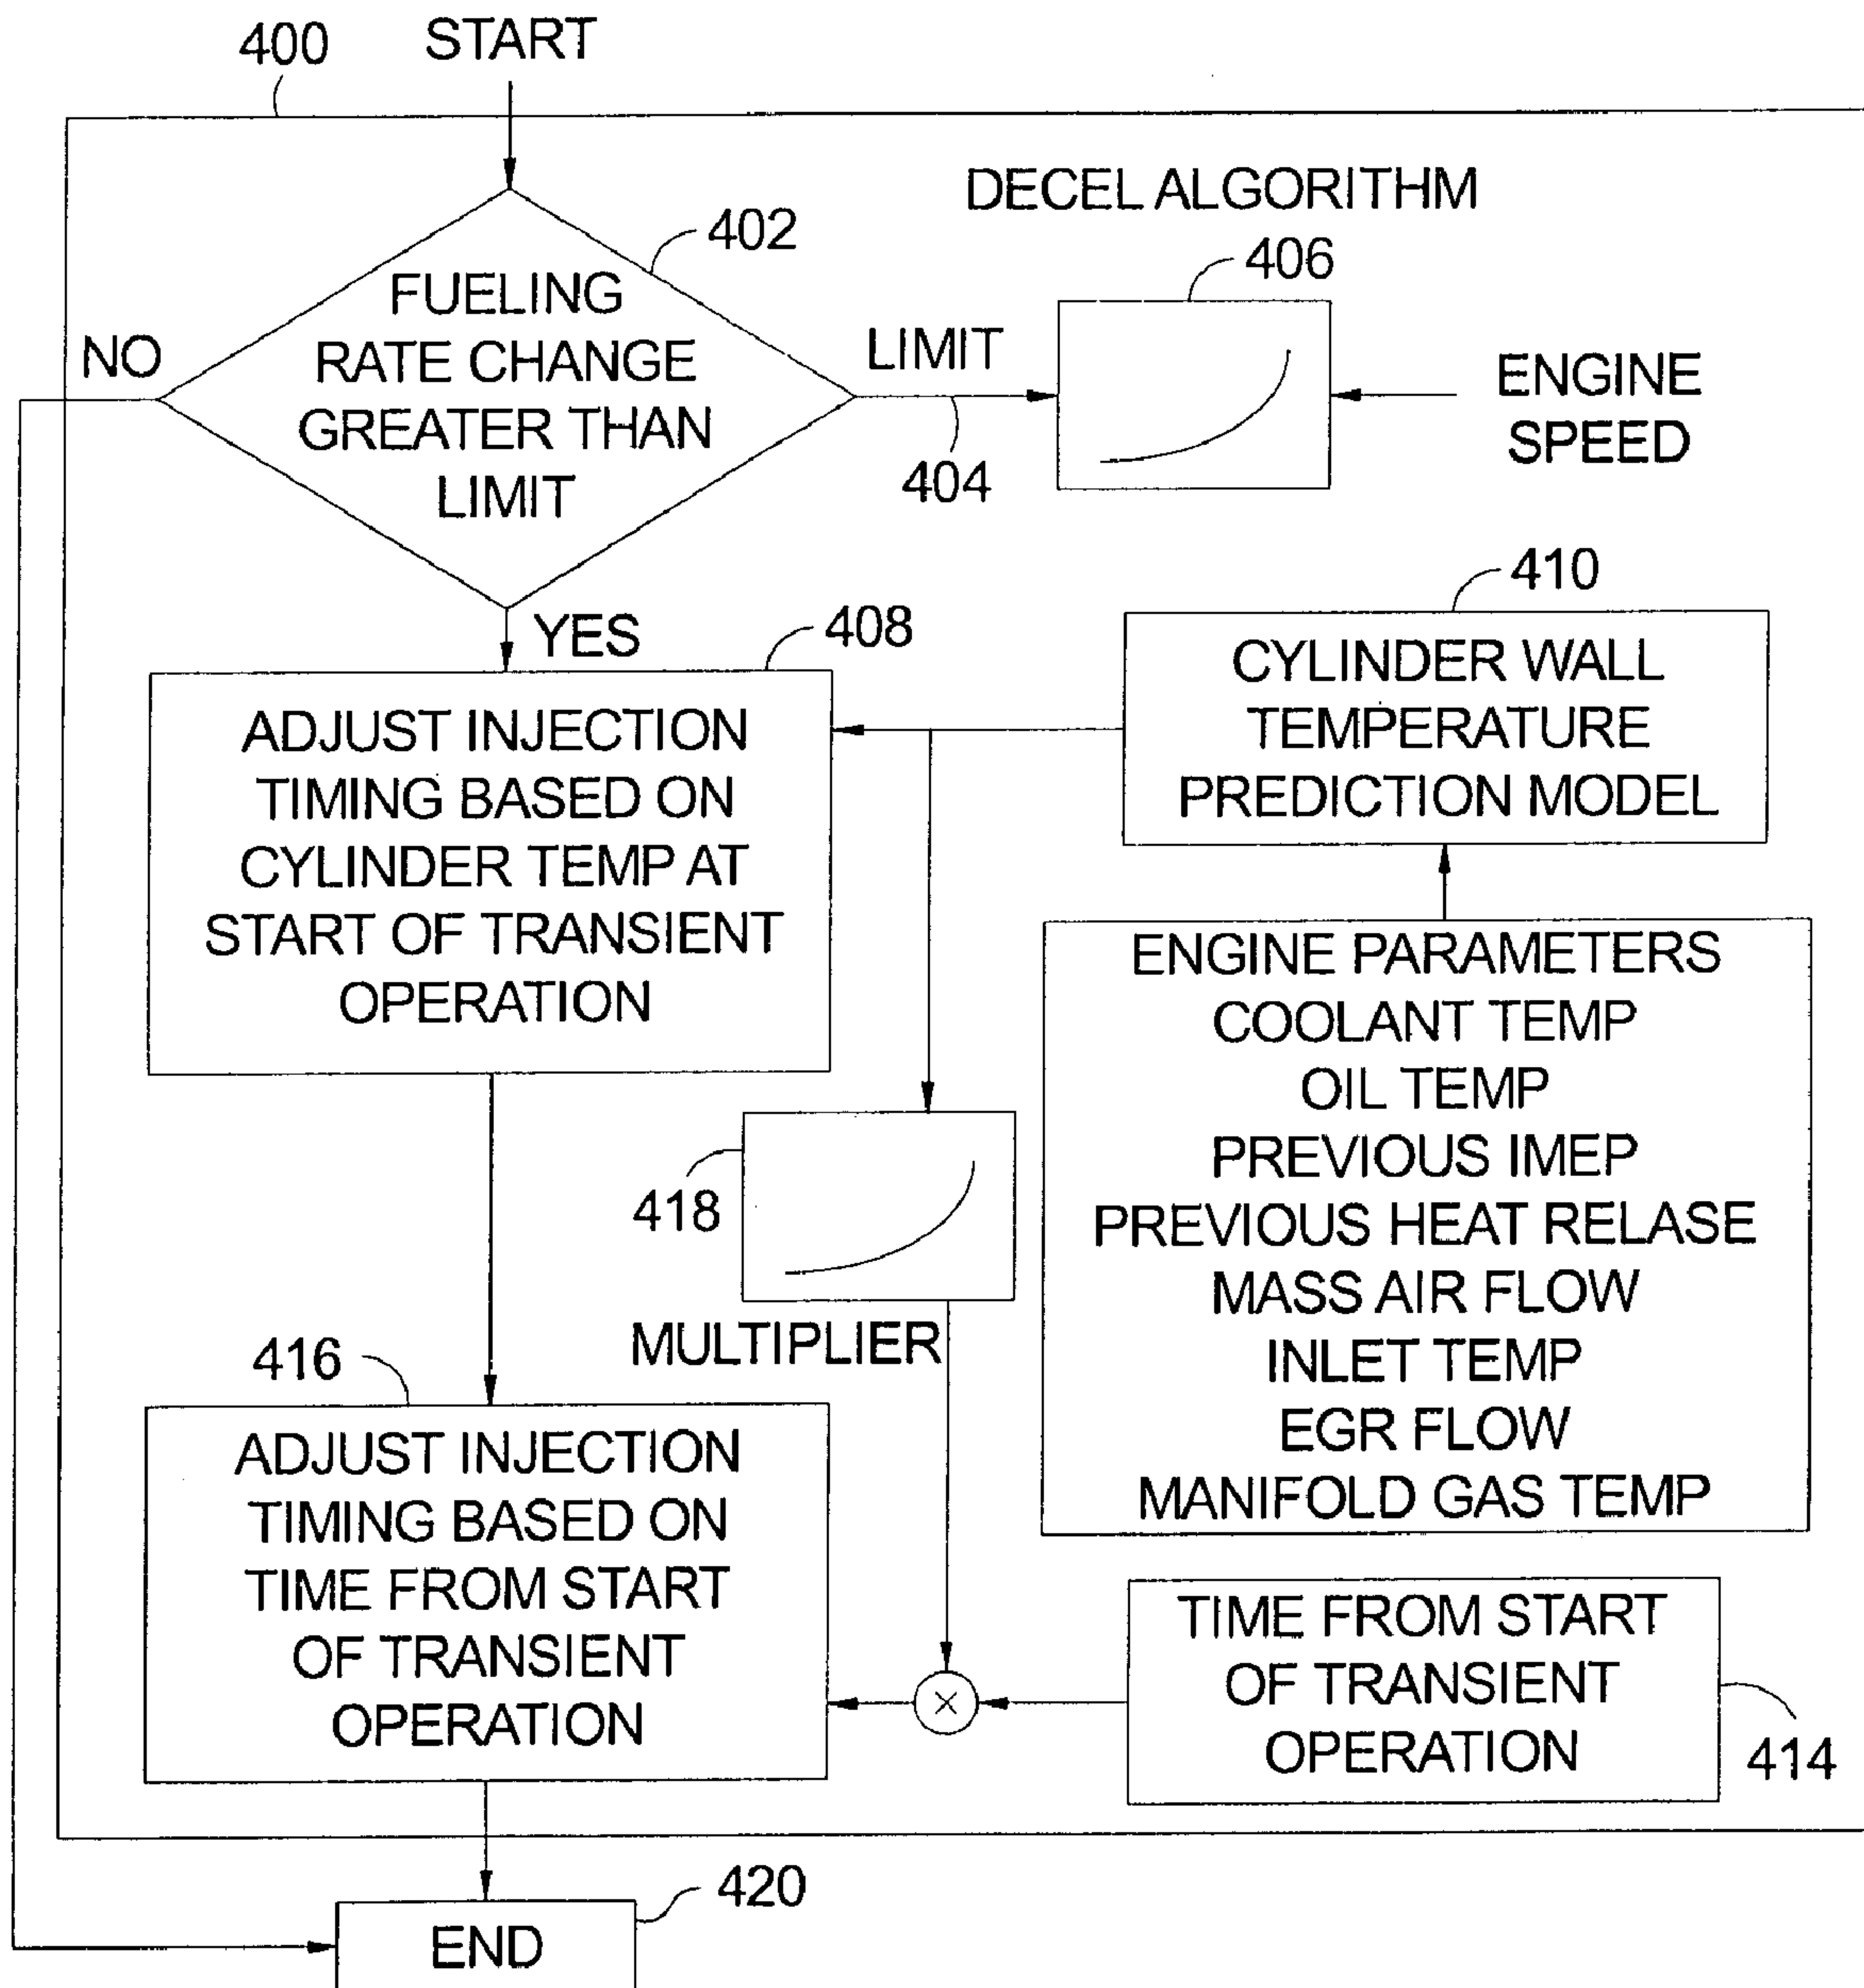 400
START
DECEL ALGORITHM
402
406
FUELING
RATE CHANGE
GREATER THAN
LIMIT
NO
LIMIT
404
ENGINE
SPEED
YES
408
410
CYLINDER WALL
TEMPERATURE
PREDICTION MODEL
ADJUST INJECTION
TIMING BASED ON
CYLINDER TEMP AT
START OF TRANSIENT
OPERATION
ENGINE PARAMETERS
COOLANT TEMP
OIL TEMP
PREVIOUS IMEP
PREVIOUS HEAT RELASE
MASS AIR FLOW
INLET TEMP
EGR FLOW
MANIFOLD GAS TEMP
418
MULTIPLIER
416
ADJUST INJECTION
TIMING BASED ON
TIME FROM START
OF TRANSIENT
OPERATION
×
TIME FROM START
OF TRANSIENT
OPERATION
414
420
END